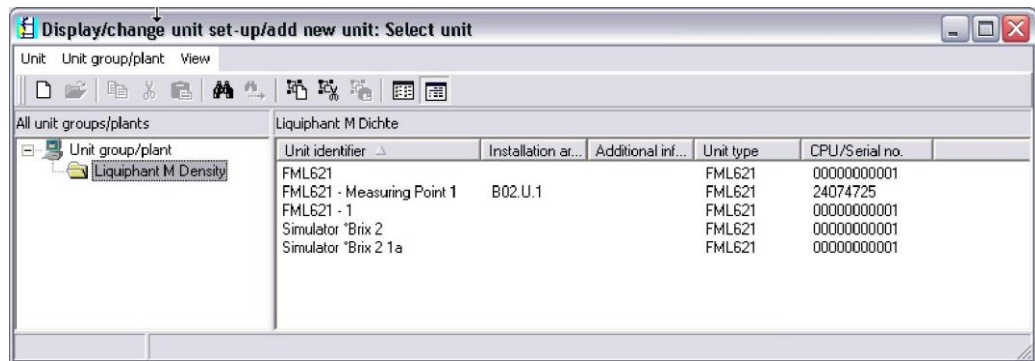 Display/change unit set-up/add new unit: Select unit
Unit Unit group/plant View
All unit groups/plants
Liquiphant M Dichte
Unit group/plant
Liquiphant M Density
Unit identifier Installation ar... Additional inf... Unit type CPU/Serial no.
FML621 FML621 00000000001
FML621 - Measuring Point 1 B02.U.1 FML621 24074725
FML621 - 1 FML621 00000000001
Simulator °Brix 2 FML621 00000000001
Simulator °Brix 2 1a FML621 00000000001